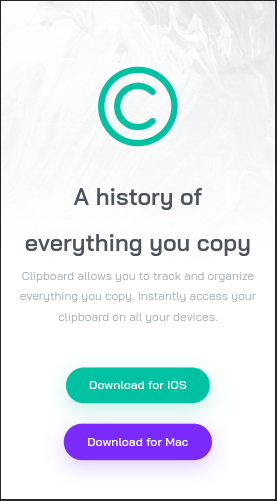 A history of
everything you copy
Clipboard allows you to track and organize
everything you copy. Instantly access your
clipboard on all your devices.
Download for iOS
Download for Mac